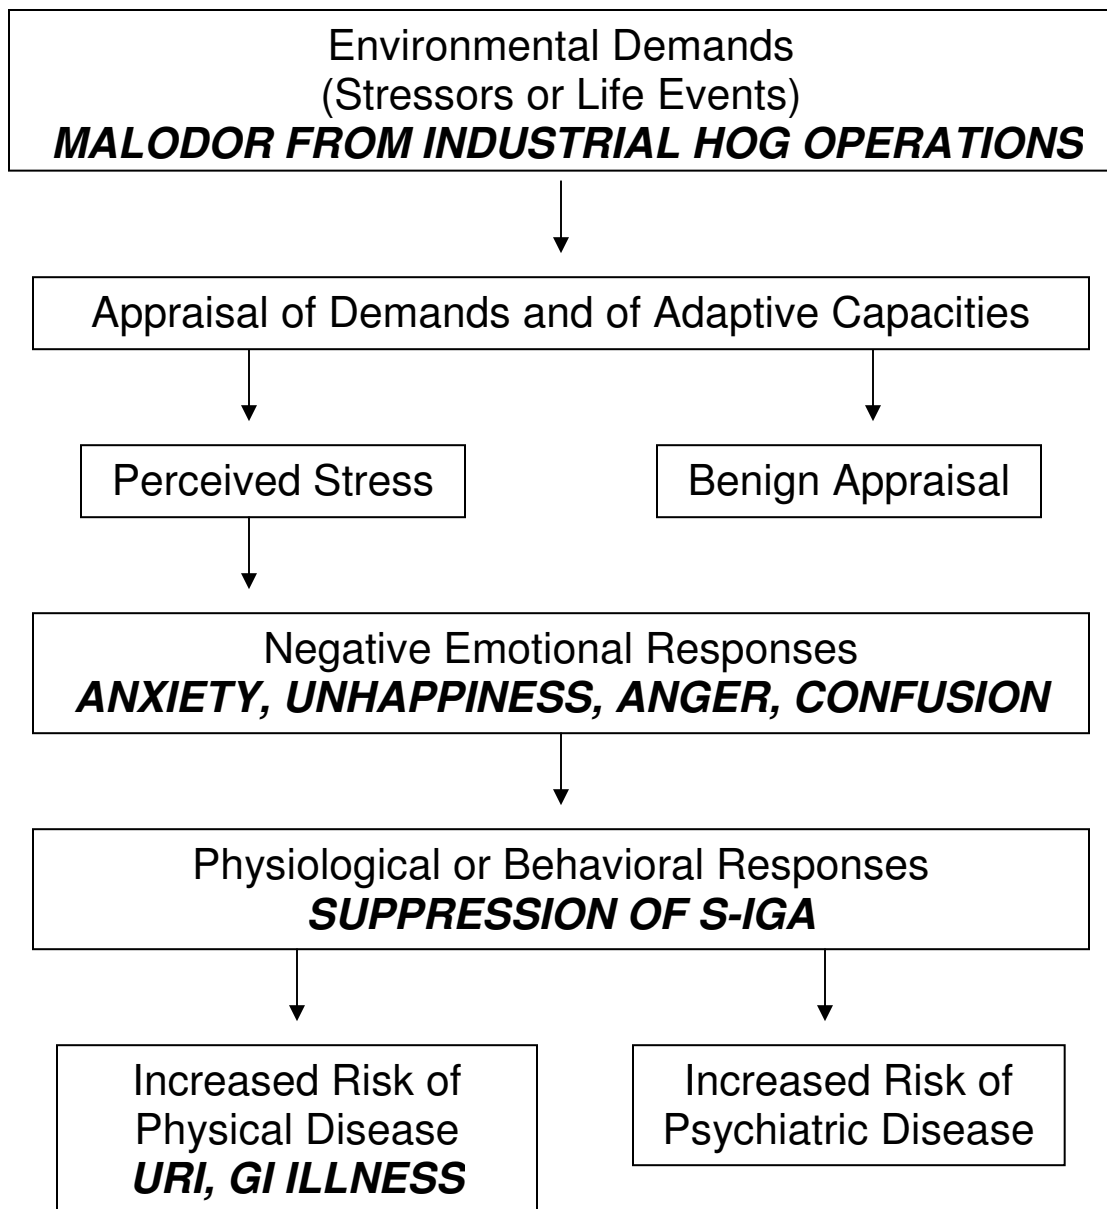 Environmental Demands
(Stressors or Life Events)
MALODOR FROM INDUSTRIAL HOG OPERATIONS
Appraisal of Demands and of Adaptive Capacities
Perceived Stress
Benign Appraisal
Negative Emotional Responses
ANXIETY, UNHAPPINESS, ANGER, CONFUSION
Physiological or Behavioral Responses
SUPPRESSION OF S-IGA
Increased Risk of
Physical Disease
URI, GI ILLNESS
Increased Risk of
Psychiatric Disease